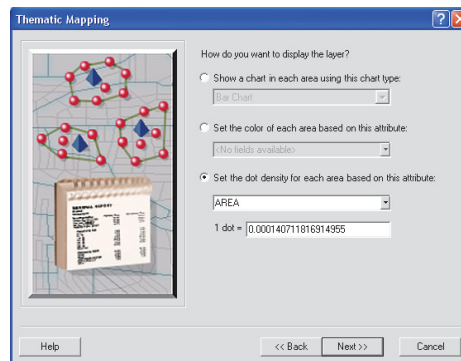 Thematic Mapping
How do you want to display the layer?
Show a chart in each area using this chart type:
Bar Chart
Set the color of each area based on this attribute:
<No fields available>
Set the dot density for each area based on this attribute:
AREA
1 dot = 0.000140711816914955
Help
<< Back
Next >>
Cancel